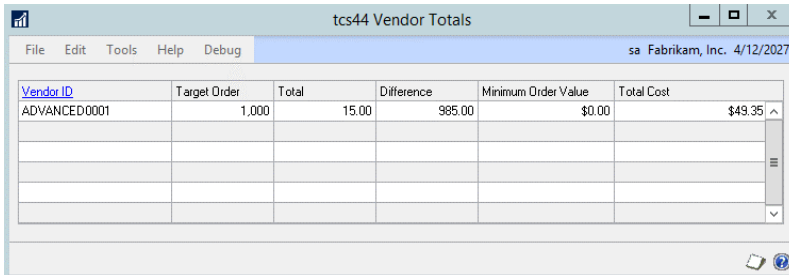 tcs44 Vendor Totals
File Edit Tools Help Debug sa Fabrikam, Inc. 4/12/2027
Vendor ID Target Order Total Difference Minimum Order Value Total Cost
ADVANCED0001 1,000 15.00 985.00 $0.00 $49.35